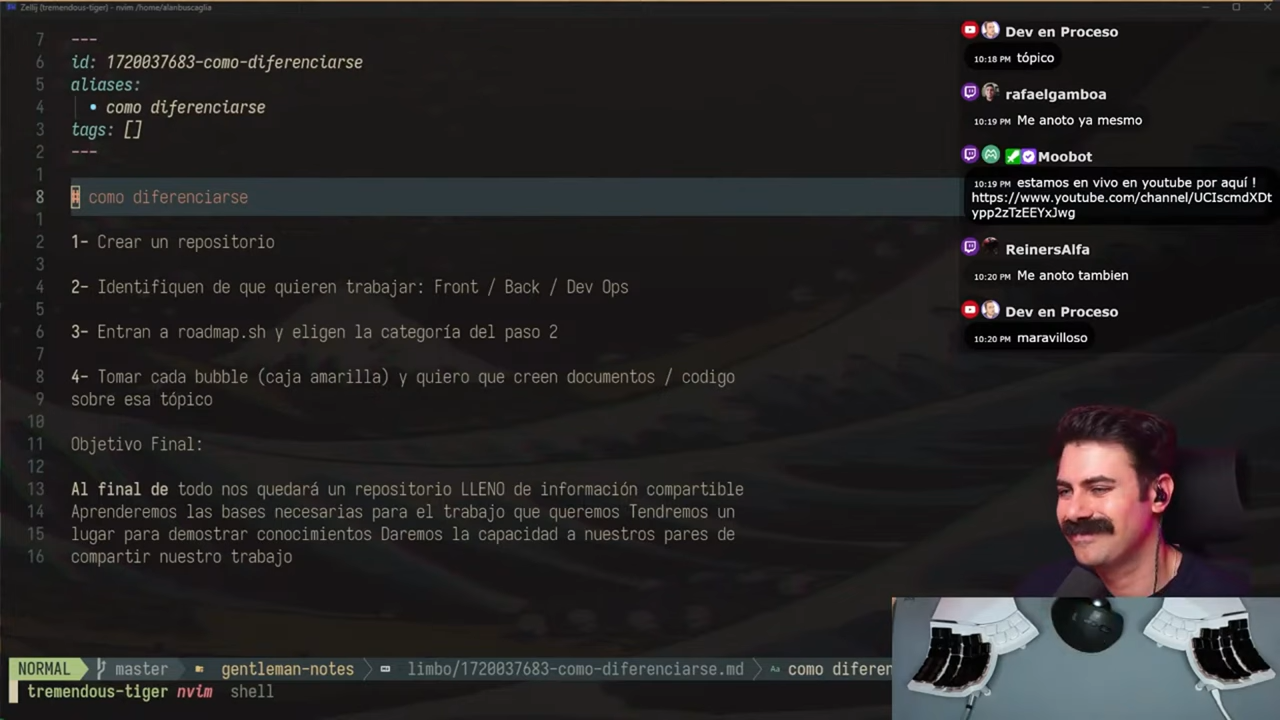 Zellij (tremendous-tiger) - nvim /home/alanbuscaglia
7 ---
6 id: 1720037683-como-diferenciarse
5 aliases:
4 • como diferenciarse
3 tags: []
2 ---
1
8 # como diferenciarse
1
2 1- Crear un repositorio
3
4 2- Identifiquen de que quieren trabajar: Front / Back / Dev Ops
5
6 3- Entran a roadmap.sh y eligen la categoría del paso 2
7
8 4- Tomar cada bubble (caja amarilla) y quiero que creen documentos / codigo
9 sobre esa tópico
10
11 Objetivo Final:
12
13 Al final de todo nos quedará un repositorio LLENO de información compartible
14 Aprenderemos las bases necesarias para el trabajo que queremos Tendremos un
15 lugar para demostrar conocimientos Daremos la capacidad a nuestros pares de
16 compartir nuestro trabajo
NORMAL master gentleman-notes limbo/1720037683-como-diferenciarse.md como diferen
tremendous-tiger nvim shell
Dev en Proceso
10:18 PM tópico
rafaelgamboa
10:19 PM Me anoto ya mesmo
Moobot
10:19 PM estamos en vivo en youtube por aquí !
https://www.youtube.com/channel/UCIscmdXDt
ypp2zTzEEYxJwg
ReinersAlfa
10:20 PM Me anoto tambien
Dev en Proceso
10:20 PM maravilloso